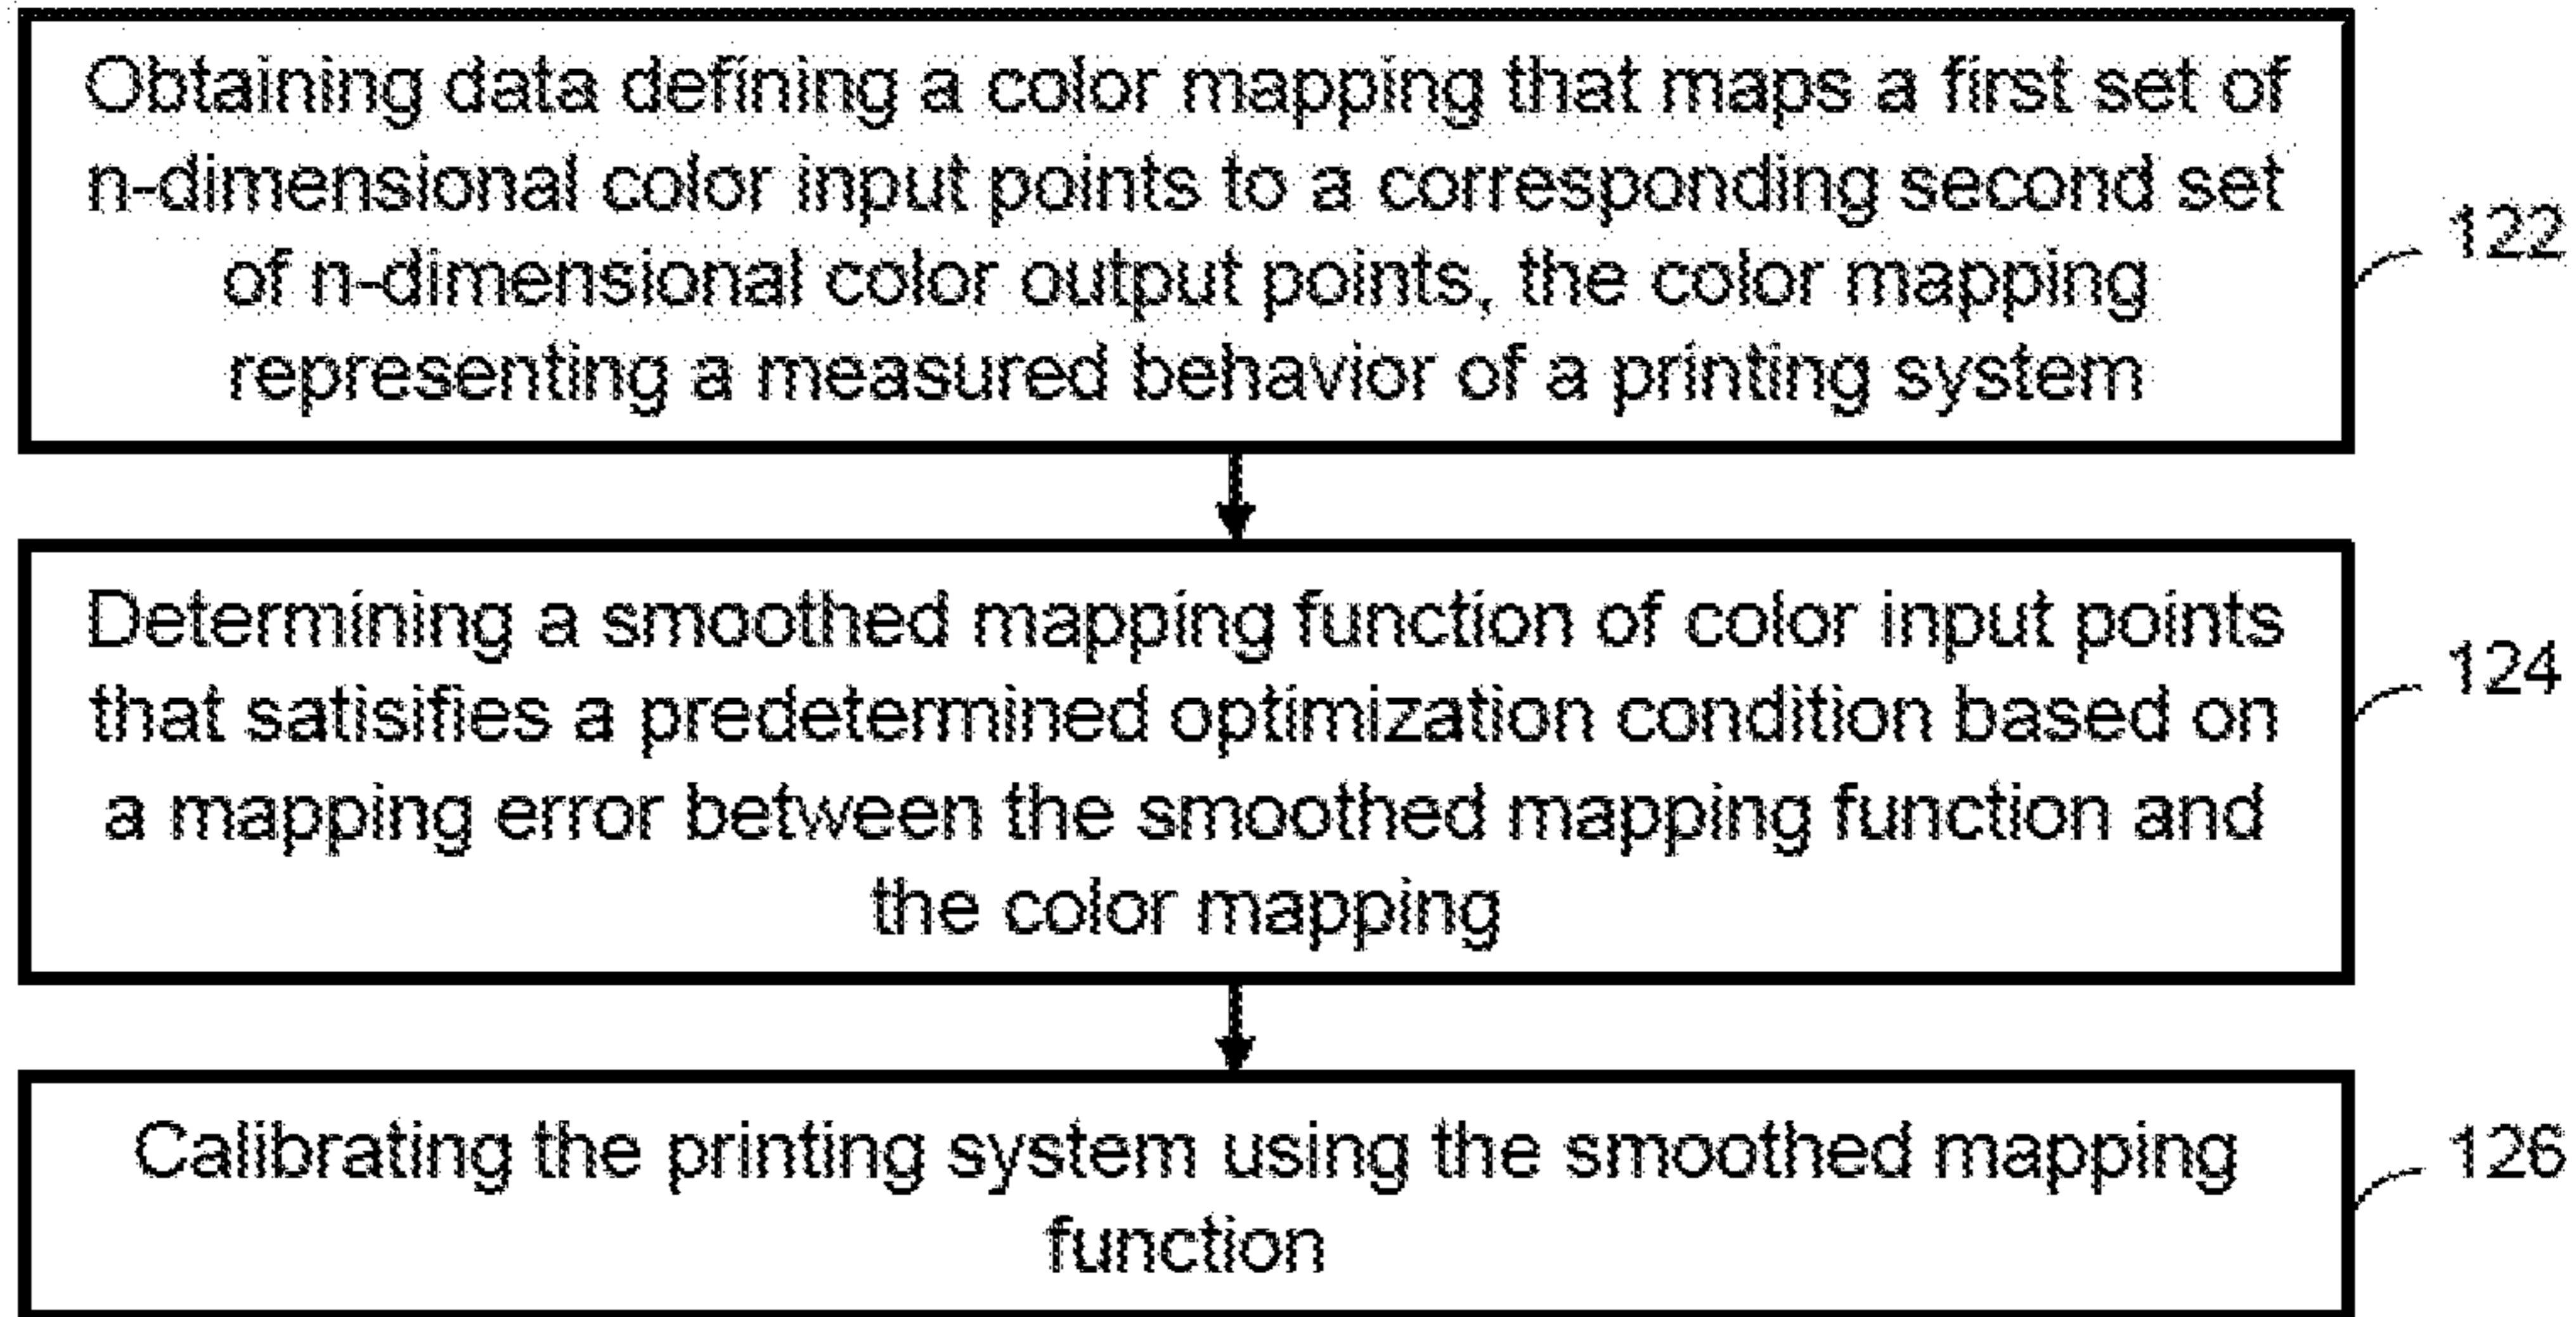 Obtaining data defining a color mapping that maps a first set of
n-dimensional color input points to a corresponding second set
of n-dimensional color output points, the color mapping
representing a measured behavior of a printing system
122
Determining a smoothed mapping function of color input points
that satisifies a predetermined optimization condition based on
a mapping error between the smoothed mapping function and
the color mapping
124
Calibrating the printing system using the smoothed mapping
function
126